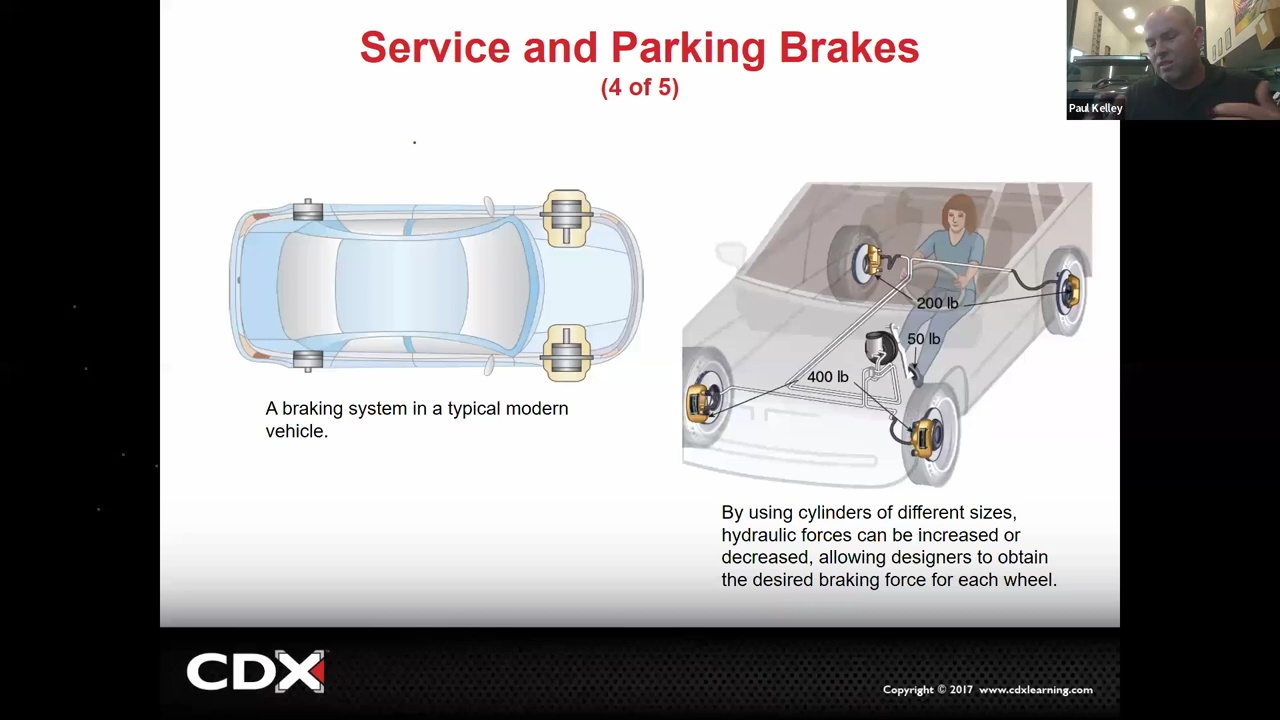 Service and Parking Brakes
(4 of 5)
Paul Kelley
200 lb
50 lb
400 lb
A braking system in a typical modern
vehicle.
By using cylinders of different sizes,
hydraulic forces can be increased or
decreased, allowing designers to obtain
the desired braking force for each wheel.
CDX
Copyright © 2017 www.cdxlearning.com